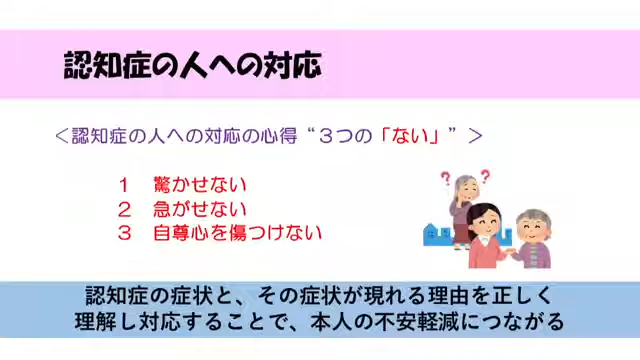 認知症の人への対応
＜認知症の人への対応の心得“３つの「ない」”＞
１　驚かせない
２　急がせない
３　自尊心を傷つけない
? ?
認知症の症状と、その症状が現れる理由を正しく
理解し対応することで、本人の不安軽減につながる